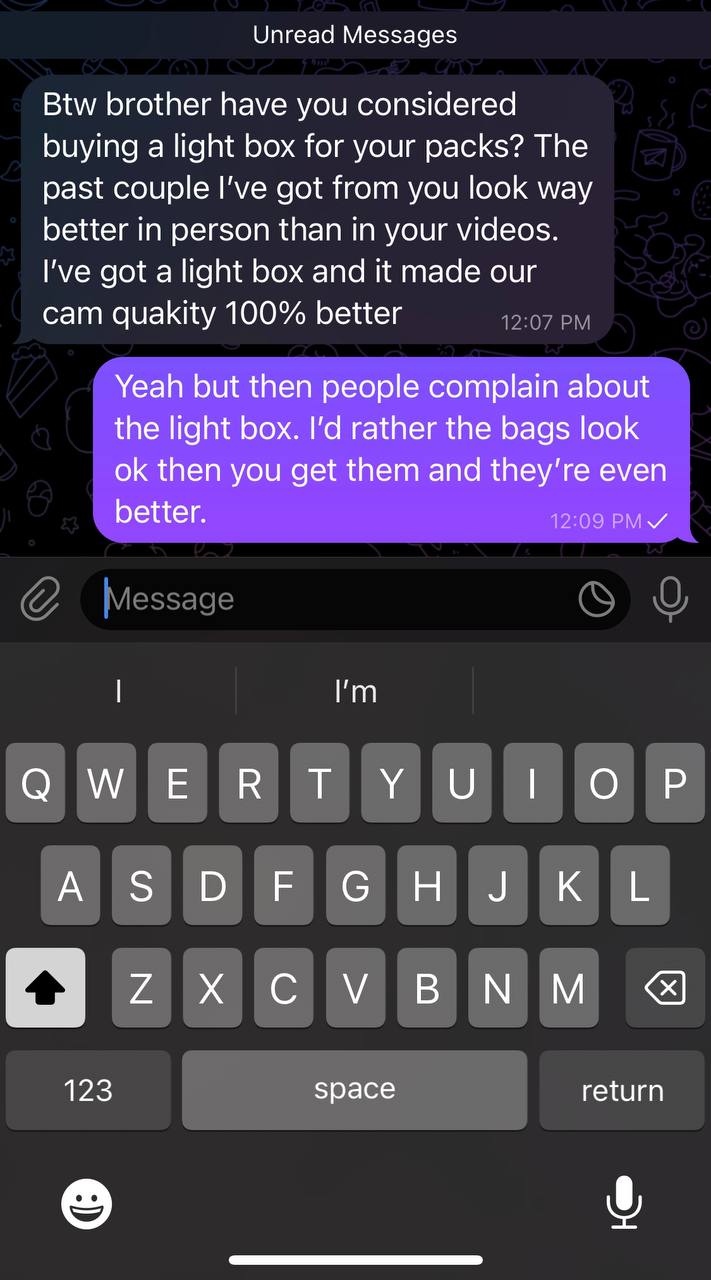 Unread Messages
Btw brother have you considered
buying a light box for your packs? The
past couple I’ve got from you look way
better in person than in your videos.
I’ve got a light box and it made our
cam quakity 100% better
12:07 PM
Yeah but then people complain about
the light box. I’d rather the bags look
ok then you get them and they’re even
better.
12:09 PM
Message
I
I’m
Q W E R T Y U I O P
A S D F G H J K L
Z X C V B N M
123 space return